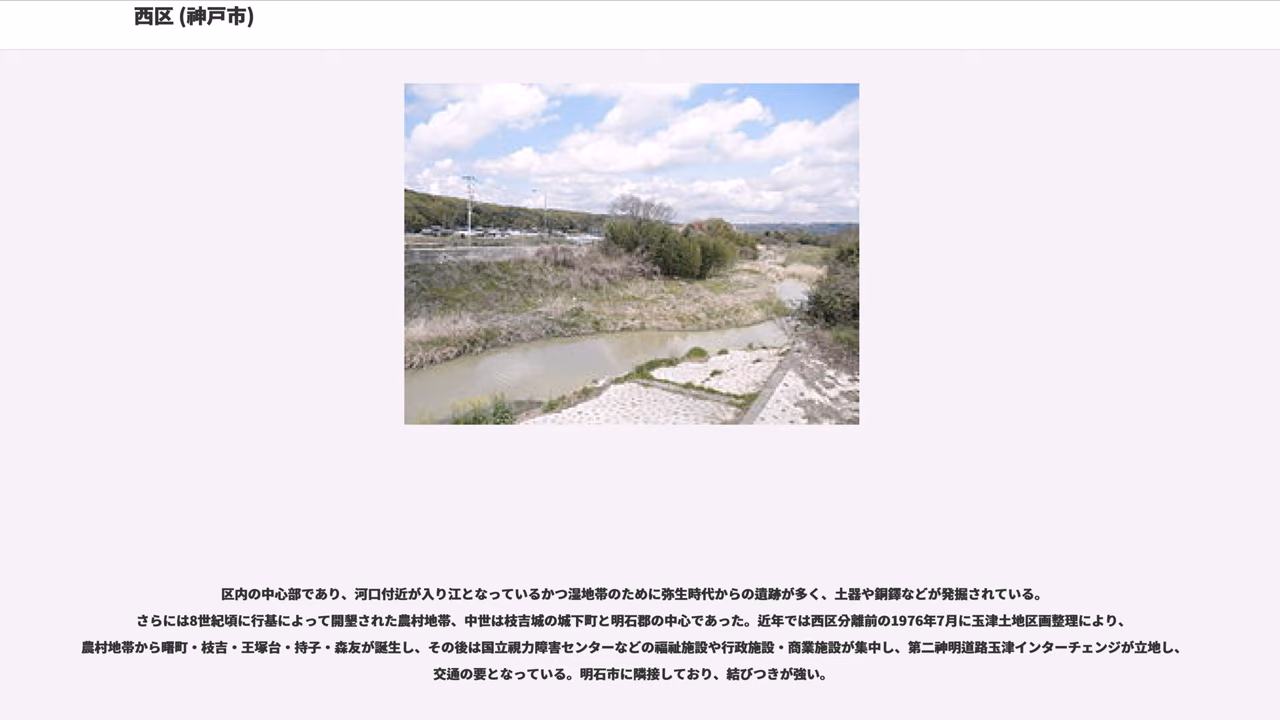 西区 (神戸市)
区内の中心部であり、河口付近が入り江となっているかつ湿地帯のために弥生時代からの遺跡が多く、土器や銅鐸などが発掘されている。
さらには8世紀頃に行基によって開墾された農村地帯、中世は枝吉城の城下町と明石郡の中心であった。近年では西区分離前の1976年7月に玉津土地区画整理により、
農村地帯から曙町・枝吉・王塚台・持子・森友が誕生し、その後は国立視力障害センターなどの福祉施設や行政施設・商業施設が集中し、第二神明道路玉津インターチェンジが立地し、
交通の要となっている。明石市に隣接しており、結びつきが強い。